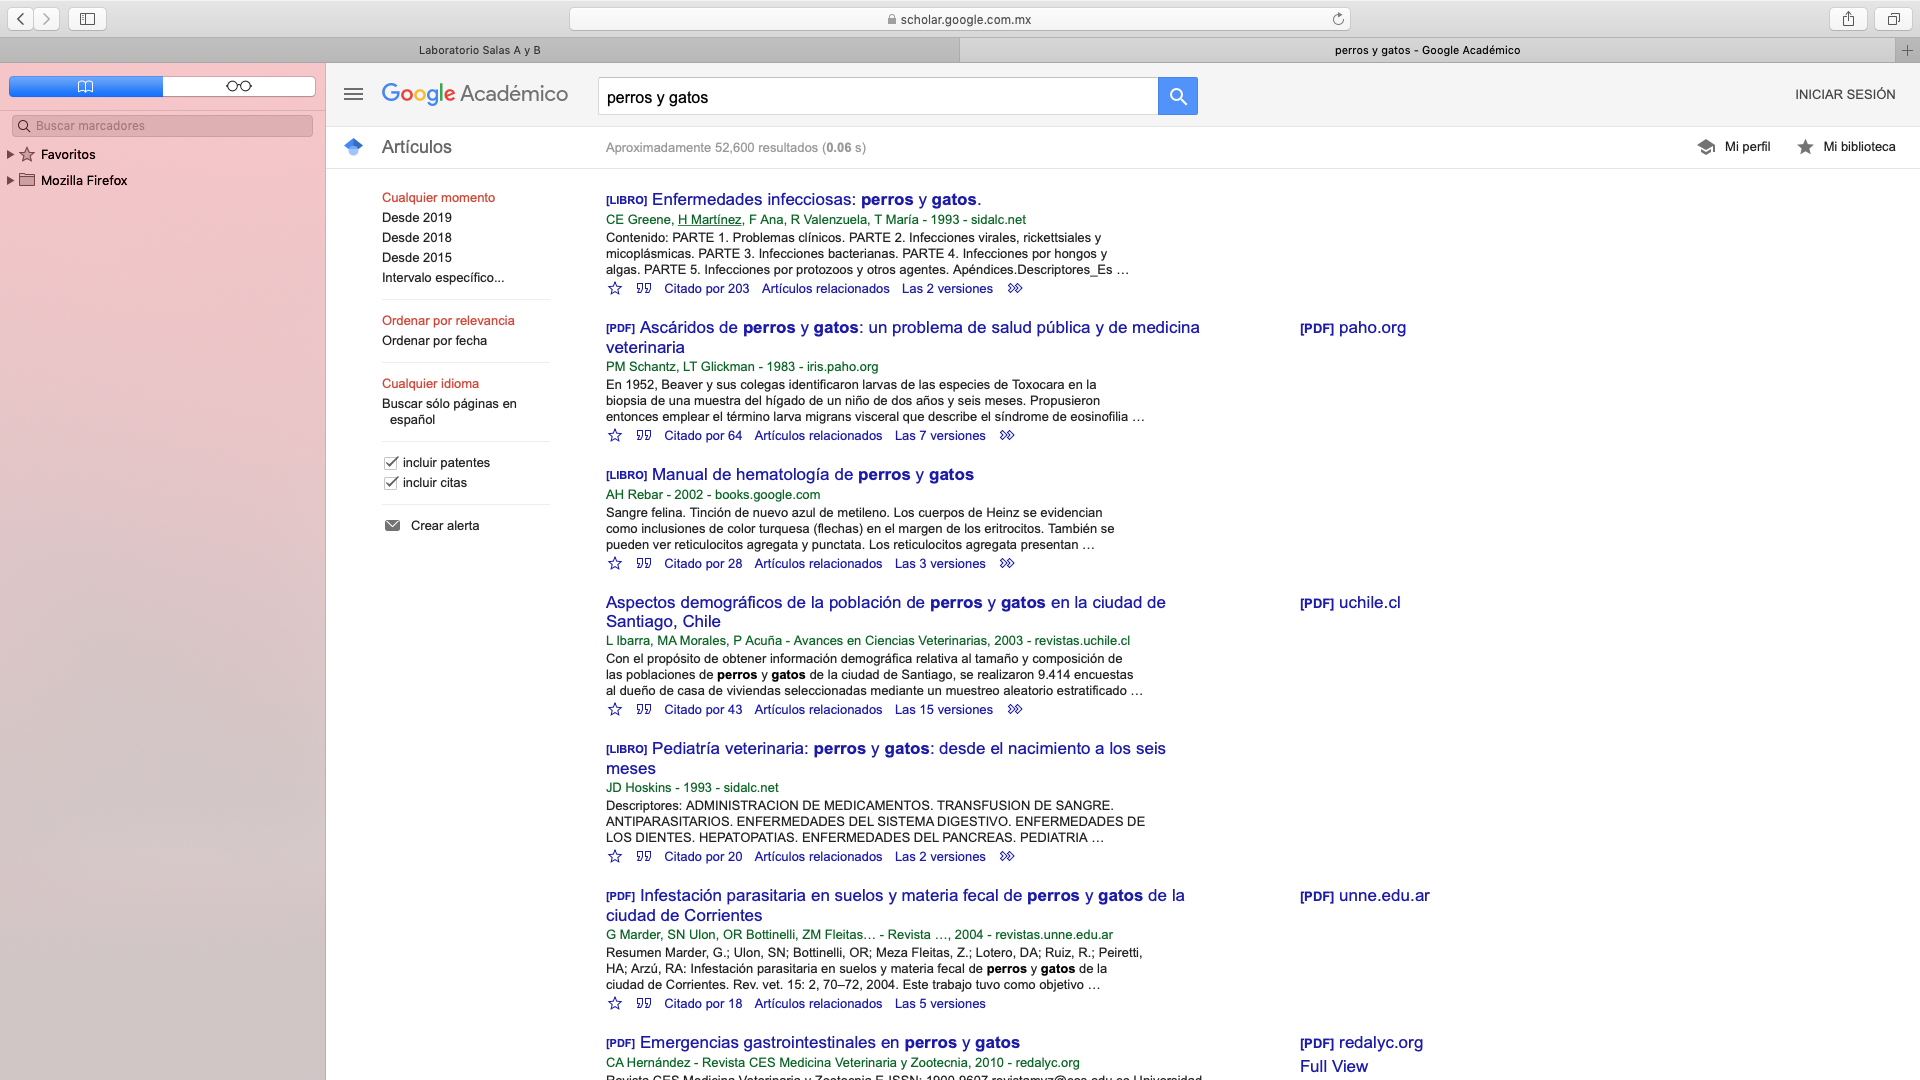 scholar.google.com.mx
Laboratorio Salas A y B
perros y gatos - Google Académico
Buscar marcadores
Favoritos
Mozilla Firefox
Google Académico
perros y gatos
INICIAR SESIÓN
Artículos
Aproximadamente 52,600 resultados (0.06 s)
Mi perfil
Mi biblioteca
Cualquier momento
Desde 2019
Desde 2018
Desde 2015
Intervalo específico...
Ordenar por relevancia
Ordenar por fecha
Cualquier idioma
Buscar sólo páginas en
español
incluir patentes
incluir citas
Crear alerta
[LIBRO] Enfermedades infecciosas: perros y gatos.
CE Greene, H Martínez, F Ana, R Valenzuela, T María - 1993 - sidalc.net
Contenido: PARTE 1. Problemas clínicos. PARTE 2. Infecciones virales, rickettsiales y
micoplásmicas. PARTE 3. Infecciones bacterianas. PARTE 4. Infecciones por hongos y
algas. PARTE 5. Infecciones por protozoos y otros agentes. Apéndices.Descriptores_Es …
Citado por 203 Artículos relacionados Las 2 versiones
[PDF] Ascáridos de perros y gatos: un problema de salud pública y de medicina
veterinaria
PM Schantz, LT Glickman - 1983 - iris.paho.org
En 1952, Beaver y sus colegas identificaron larvas de las especies de Toxocara en la
biopsia de una muestra del hígado de un niño de dos años y seis meses. Propusieron
entonces emplear el término larva migrans visceral que describe el síndrome de eosinofilia …
Citado por 64 Artículos relacionados Las 7 versiones
[PDF] paho.org
[LIBRO] Manual de hematología de perros y gatos
AH Rebar - 2002 - books.google.com
Sangre felina. Tinción de nuevo azul de metileno. Los cuerpos de Heinz se evidencian
como inclusiones de color turquesa (flechas) en el margen de los eritrocitos. También se
pueden ver reticulocitos agregata y punctata. Los reticulocitos agregata presentan …
Citado por 28 Artículos relacionados Las 3 versiones
Aspectos demográficos de la población de perros y gatos en la ciudad de
Santiago, Chile
L Ibarra, MA Morales, P Acuña - Avances en Ciencias Veterinarias, 2003 - revistas.uchile.cl
Con el propósito de obtener información demográfica relativa al tamaño y composición de
las poblaciones de perros y gatos de la ciudad de Santiago, se realizaron 9.414 encuestas
al dueño de casa de viviendas seleccionadas mediante un muestreo aleatorio estratificado …
Citado por 43 Artículos relacionados Las 15 versiones
[PDF] uchile.cl
[LIBRO] Pediatría veterinaria: perros y gatos: desde el nacimiento a los seis
meses
JD Hoskins - 1993 - sidalc.net
Descriptores: ADMINISTRACION DE MEDICAMENTOS. TRANSFUSION DE SANGRE.
ANTIPARASITARIOS. ENFERMEDADES DEL SISTEMA DIGESTIVO. ENFERMEDADES DE
LOS DIENTES. HEPATOPATIAS. ENFERMEDADES DEL PANCREAS. PEDIATRIA …
Citado por 20 Artículos relacionados Las 2 versiones
[PDF] Infestación parasitaria en suelos y materia fecal de perros y gatos de la
ciudad de Corrientes
G Marder, SN Ulon, OR Bottinelli, ZM Fleitas… - Revista …, 2004 - revistas.unne.edu.ar
Resumen Marder, G.; Ulon, SN; Bottinelli, OR; Meza Fleitas, Z.; Lotero, DA; Ruiz, R.; Peiretti,
HA; Arzú, RA: Infestación parasitaria en suelos y materia fecal de perros y gatos de la
ciudad de Corrientes. Rev. vet. 15: 2, 70–72, 2004. Este trabajo tuvo como objetivo …
Citado por 18 Artículos relacionados Las 5 versiones
[PDF] unne.edu.ar
[PDF] Emergencias gastrointestinales en perros y gatos
CA Hernández - Revista CES Medicina Veterinaria y Zootecnia, 2010 - redalyc.org
Revista CES Medicina Veterinaria y Zootecnia E-ISSN: 1900-9607 revistamvz@ces.edu.co Universidad
[PDF] redalyc.org
Full View